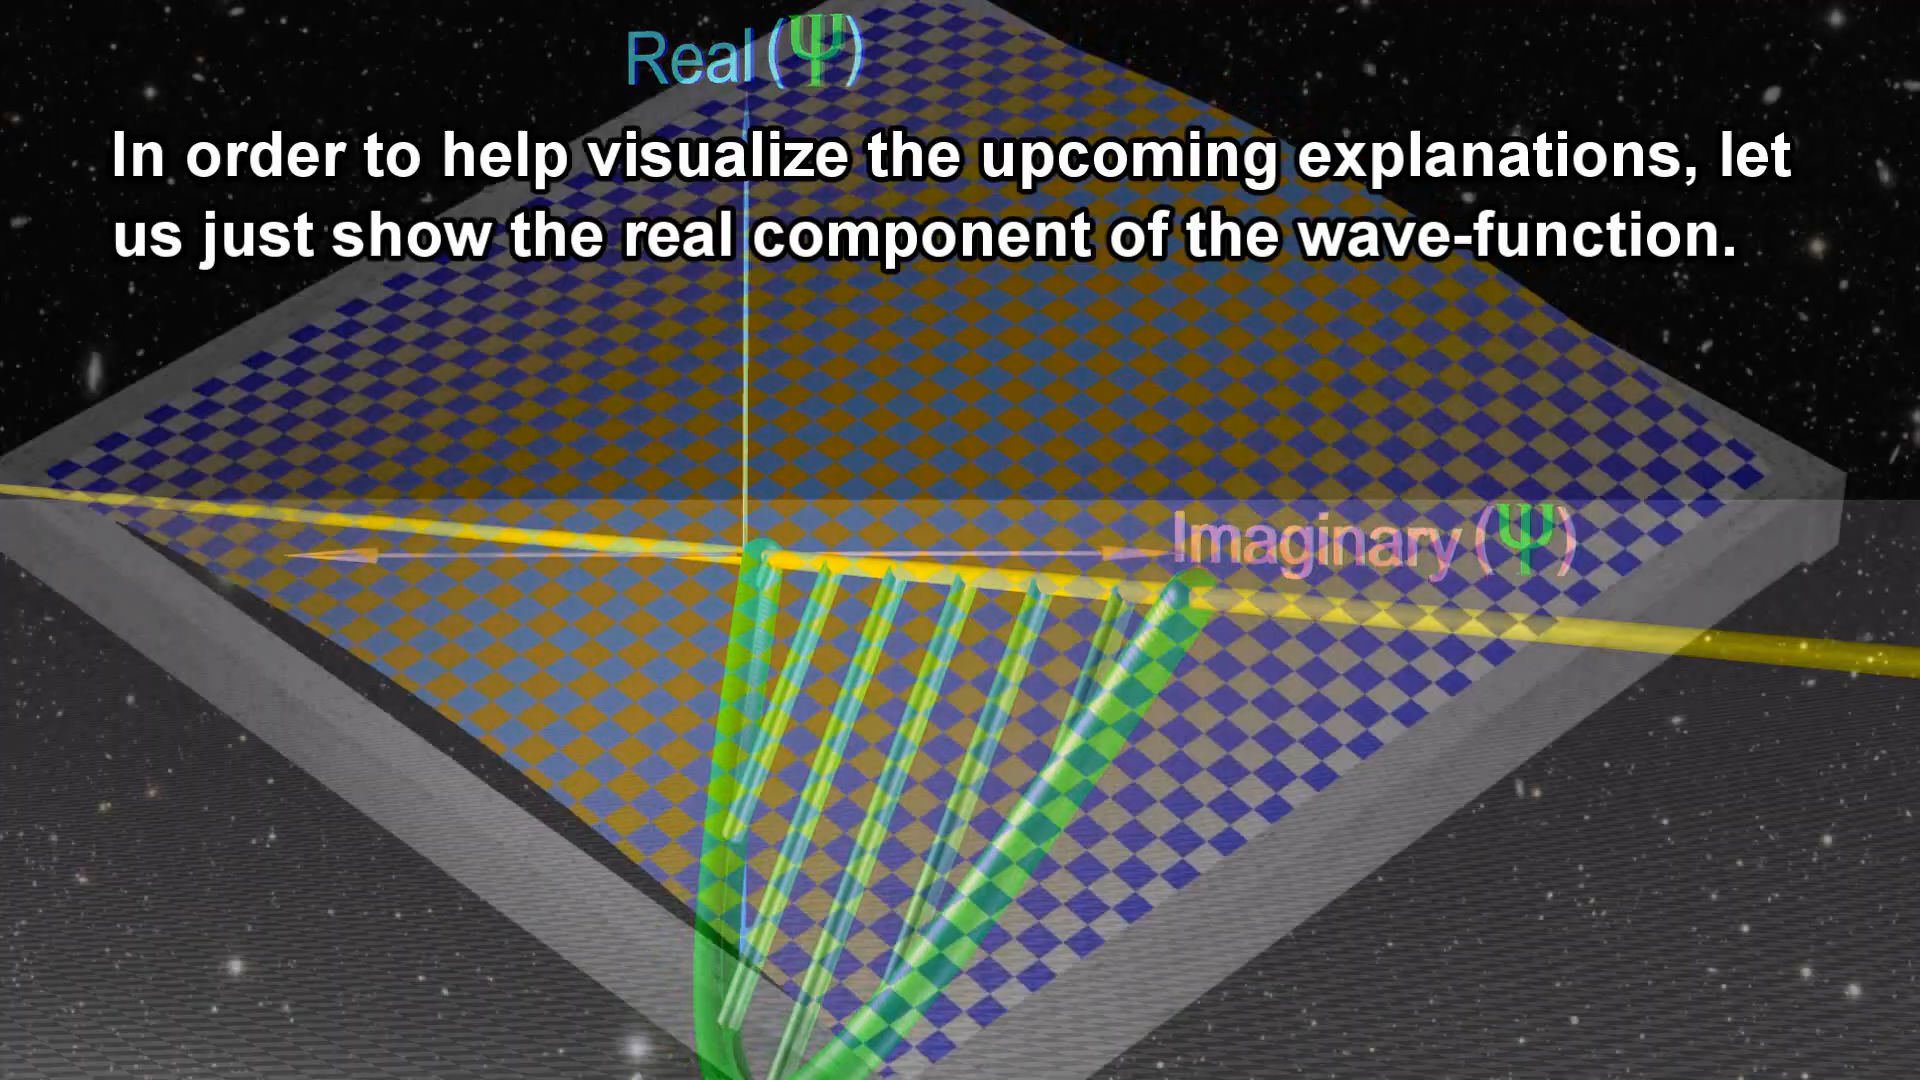 Real (Ψ)
In order to help visualize the upcoming explanations, let
us just show the real component of the wave-function.
Imaginary (Ψ)